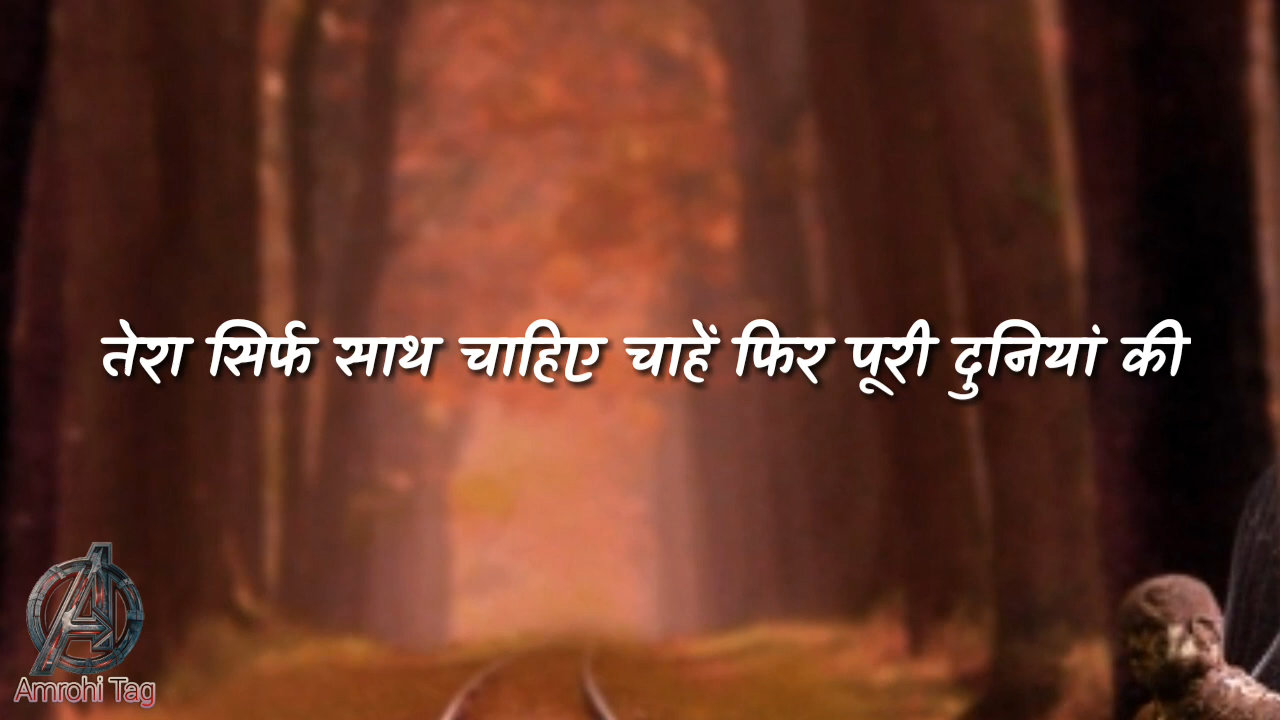 तेरा सिर्फ साथ चाहिए चाहें फिर पूरी दुनियां की
Amrohi Tag